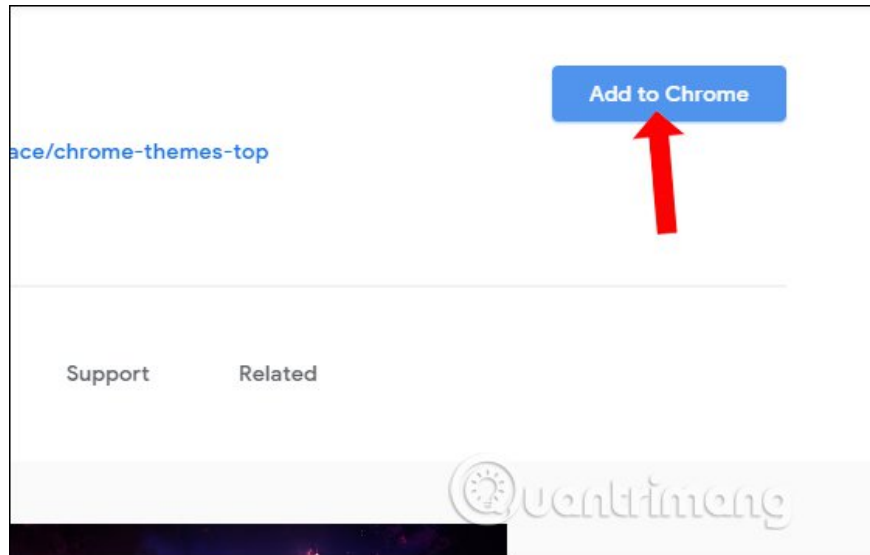 Add to Chrome
ace/chrome-themes-top
Support Related
Quantrimang